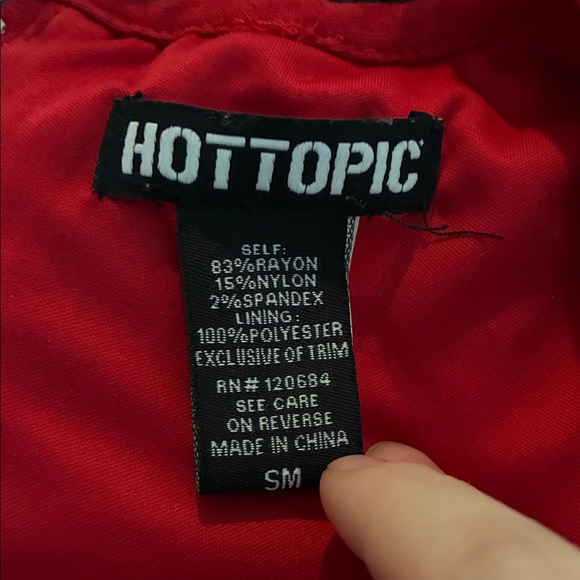 HOTTOPIC
SELF:
83%RAYON
15%NYLON
2%SPANDEX
LINING:
100%POLYESTER
EXCLUSIVE OF TRIM
RN# 120684
SEE CARE
ON REVERSE
MADE IN CHINA
SM